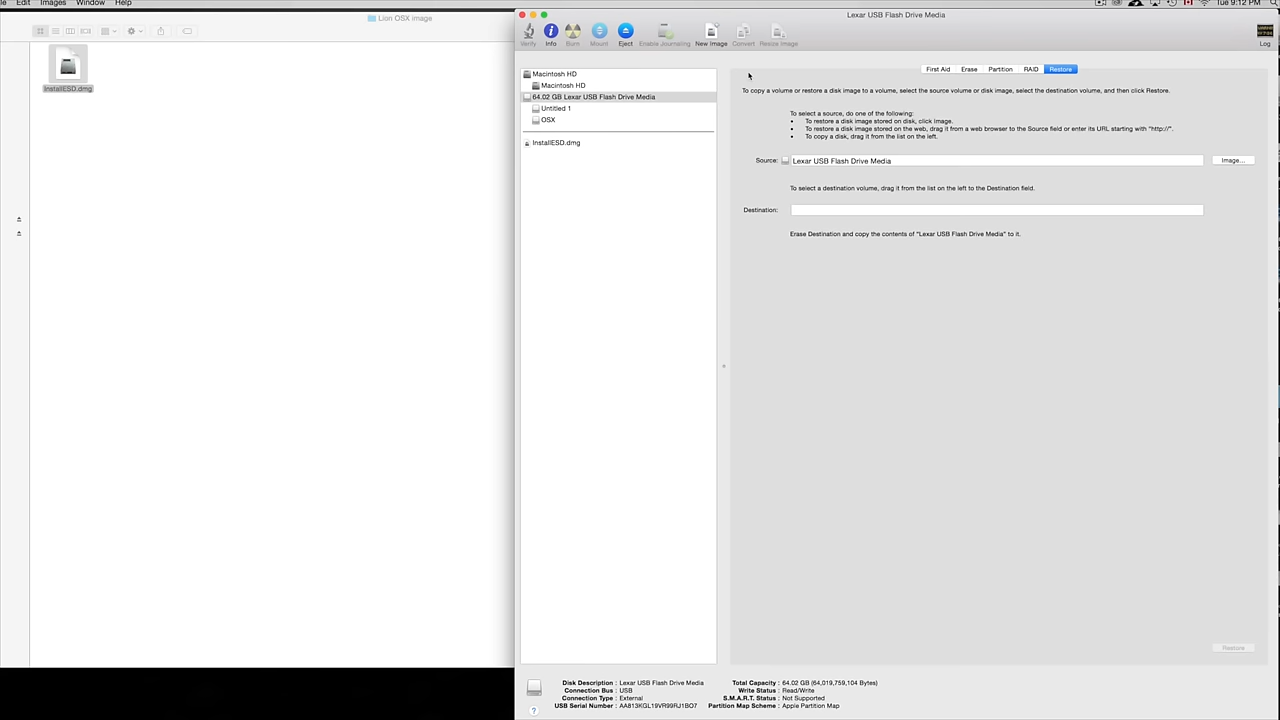 Edit Images Window Help
Tue 9:12 PM
Lion OSX image
InstallESD.dmg
Lexar USB Flash Drive Media
Verify Info Burn Mount Eject Enable Journaling New Image Convert Resize Image Log
Macintosh HD
Macintosh HD
64.02 GB Lexar USB Flash Drive Media
Untitled 1
OSX
InstallESD.dmg
First Aid Erase Partition RAID Restore
To copy a volume or restore a disk image to a volume, select the source volume or disk image, select the destination volume, and then click Restore.
To select a source, do one of the following:
• To restore a disk image stored on disk, click Image.
• To restore a disk image stored on the web, drag it from a web browser to the Source field or enter its URL starting with "http://".
• To copy a disk, drag it from the list on the left.
Source: Lexar USB Flash Drive Media Image...
To select a destination volume, drag it from the list on the left to the Destination field.
Destination:
Erase Destination and copy the contents of "Lexar USB Flash Drive Media" to it.
Restore
Disk Description : Lexar USB Flash Drive Media
Connection Bus : USB
Connection Type : External
USB Serial Number : AA813KGL19VR99RJ1BO7
Total Capacity : 64.02 GB (64,019,759,104 Bytes)
Write Status : Read/Write
S.M.A.R.T. Status : Not Supported
Partition Map Scheme : Apple Partition Map
?